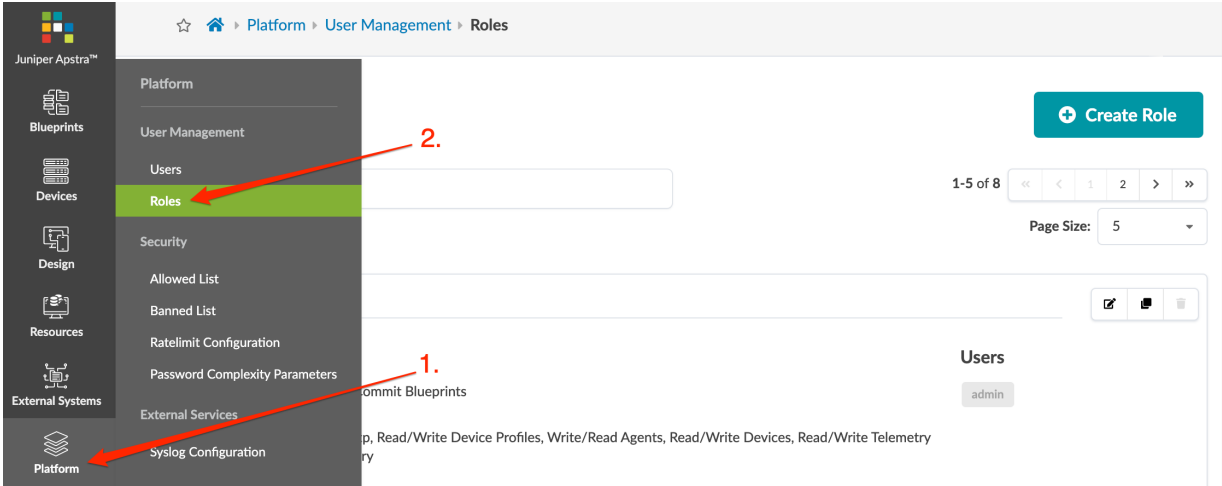 Juniper Apstra™
Platform User Management Roles
Blueprints
Devices
Design
Resources
External Systems
Platform
Platform
User Management
Users
Roles
Security
Allowed List
Banned List
Ratelimit Configuration
Password Complexity Parameters
External Services
Syslog Configuration
2.
1.
Create Role
1-5 of 8 « < 1 2 > »
Page Size: 5
Users
admin
Blueprints
Read/Write Device Profiles, Write/Read Agents, Read/Write Devices, Read/Write Telemetry